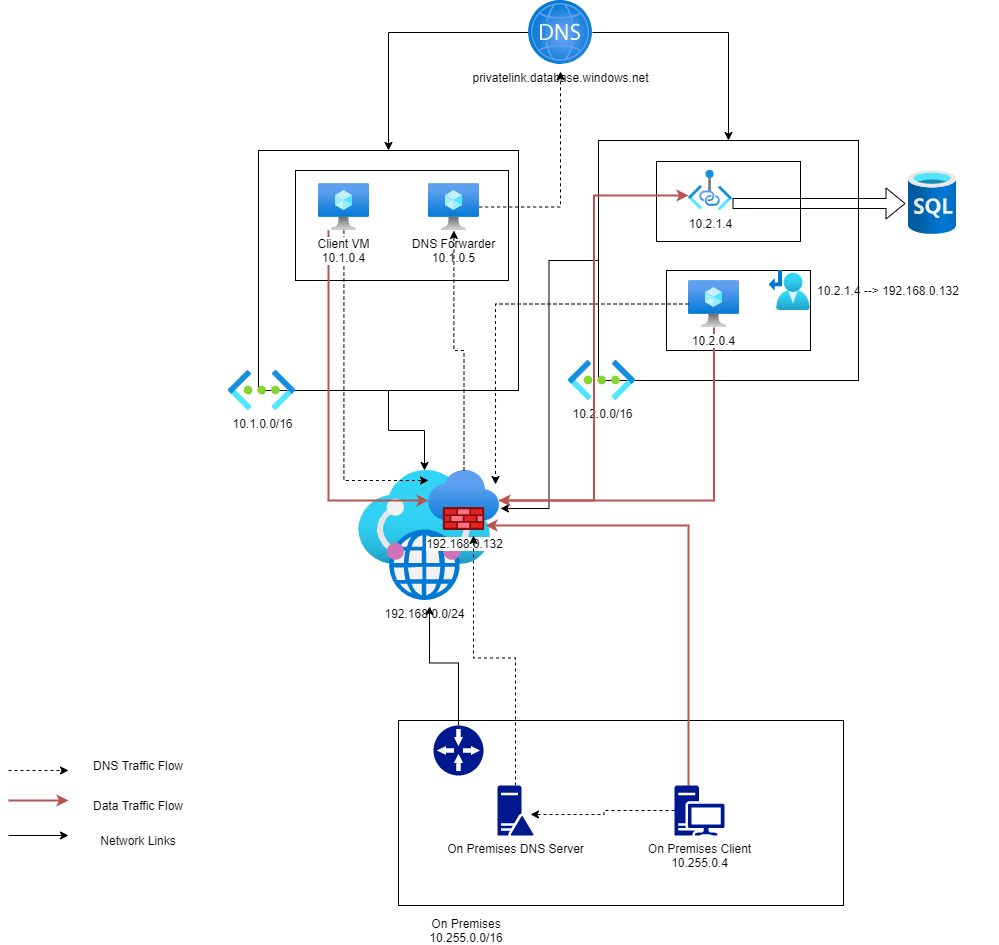 DNS
privatelink.database.windows.net
Client VM
10.1.0.4
DNS Forwarder
10.1.0.5
10.2.1.4
SQL
10.2.1.4 --> 192.168.0.132
10.2.0.4
10.1.0.0/16
10.2.0.0/16
192.168.0.132
192.168.0.0/24
DNS Traffic Flow
Data Traffic Flow
Network Links
On Premises DNS Server
On Premises Client
10.255.0.4
On Premises
10.255.0.0/16